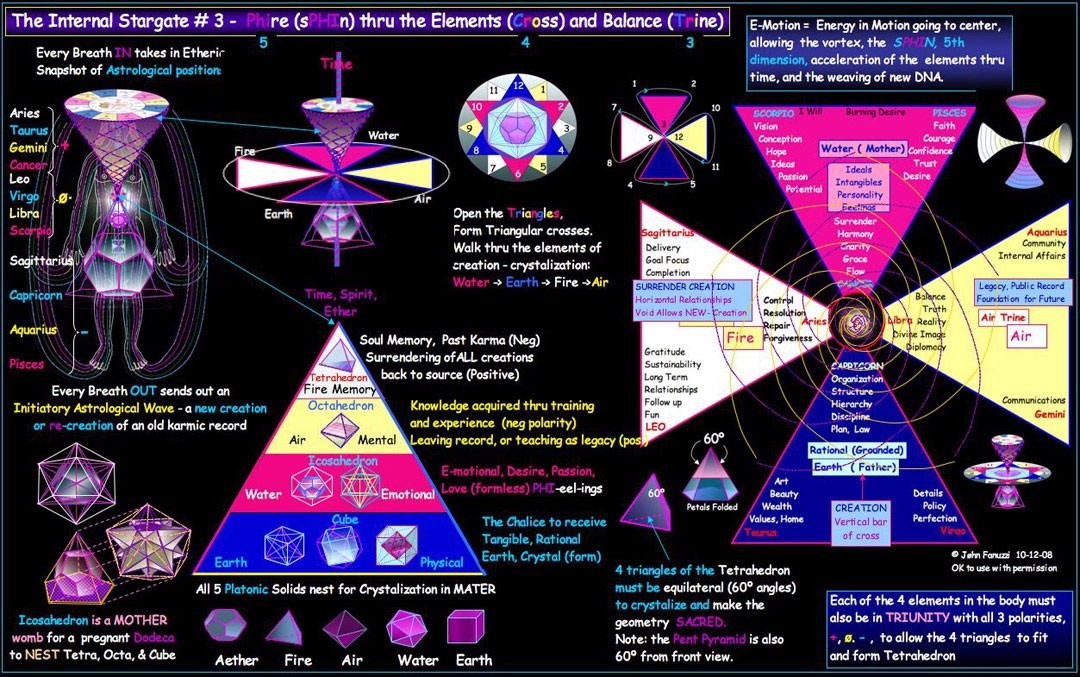 The Internal Stargate # 3 - Phire (sPHIn) thru the Elements (Cross) and Balance (Trine)
5
4
3
E-Motion = Energy in Motion going to center,
allowing the vortex, the SPHIN, 5th
dimension, acceleration of the elements thru
time, and the weaving of new DNA.
Every Breath IN takes in Etheric
Snapshot of Astrological positions
Aries
Taurus
Gemini
Cancer
Leo
Virgo
Libra
Scorpio
Sagittarius
Capricorn
Aquarius
Pisces
+
ø
-
Every Breath OUT sends out an
Initiatory Astrological Wave - a new creation
or re-creation of an old karmic record
Time
Water
Fire
Earth
Air
12
1
2
3
4
5
6
7
8
9
10
11
1
2
7
10
3
9
12
6
8
11
4
5
Open the Triangles,
Form Triangular crosses.
Walk thru the elements of
creation - crystalization:
Water → Earth → Fire → Air
Time, Spirit,
Ether
Tetrahedron
Fire Memory
Octahedron
Air
Mental
Icosahedron
Water
Emotional
Cube
Earth
Physical
Soul Memory, Past Karma (Neg)
Surrendering of ALL creations
back to source (Positive)
Knowledge acquired thru training
and experience (neg polarity)
Leaving record, or teaching as legacy (pos)
E-motional, Desire, Passion,
Love (formless) PHI-eel-ings
The Chalice to receive
Tangible, Rational
Earth, Crystal (form)
All 5 Platonic Solids nest for Crystalization in MATER
Aether
Fire
Air
Water
Earth
Icosahedron is a MOTHER
womb for a pregnant Dodeca
to NEST Tetra, Octa, & Cube
SCORPIO
I Will
Burning Desire
PISCES
Vision
Conception
Hope
Ideas
Passion
Potential
Faith
Courage
Confidence
Trust
Desire
Water ( Mother)
Ideals
Intangibles
Personality
Feelings
Surrender
Harmony
Charity
Grace
Flow
Sagittarius
Delivery
Goal Focus
Completion
SURRENDER CREATION
Horizontal Relationships
Void Allows NEW - Creation
Fire
Control
Resolution
Repair
Forgiveness
Aries
Gratitude
Sustainability
Long Term
Relationships
Follow up
Fun
LEO
Aquarius
Community
Internal Affairs
Legacy, Public Record
Foundation for Future
Air Trine
Air
Libra
Balance
Truth
Reality
Divine Image
Diplomacy
Communications
Gemini
CAPRICORN
Organization
Structure
Hierarchy
Discipline
Plan, Law
Rational (Grounded)
Earth ( Father)
Art
Beauty
Wealth
Values, Home
Taurus
CREATION
Vertical bar
of cross
Details
Policy
Perfection
Virgo
60°
60°
Petals Folded
4 triangles of the Tetrahedron
must be equilateral (60° angles)
to crystalize and make the
geometry SACRED.
Note: the Pent Pyramid is also
60° from front view.
© John Fanuzzi 10-12-08
OK to use with permission
Each of the 4 elements in the body must
also be in TRIUNITY with all 3 polarities,
+, ø. - , to allow the 4 triangles to fit
and form Tetrahedron